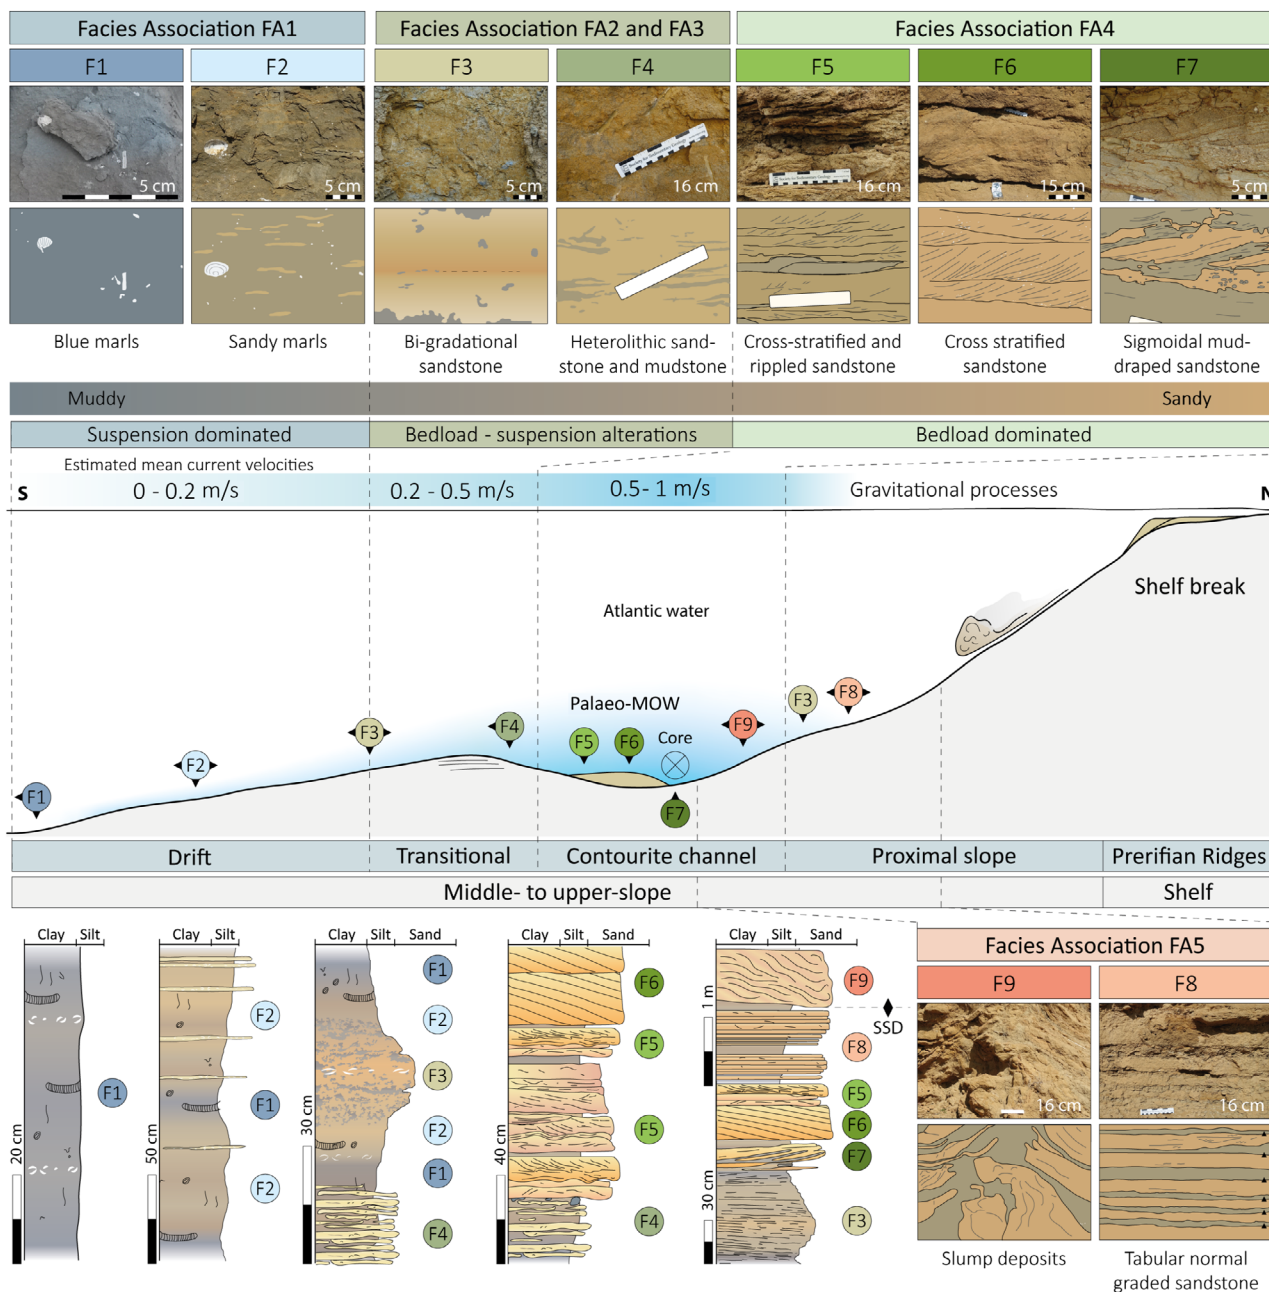 Facies Association FA1
Facies Association FA2 and FA3
Facies Association FA4
F1
F2
F3
F4
F5
F6
F7
5 cm
5 cm
5 cm
16 cm
16 cm
15 cm
5 cm
Blue marls
Sandy marls
Bi-gradational
sandstone
Heterolithic sand-
stone and mudstone
Cross-stratified and
rippled sandstone
Cross stratified
sandstone
Sigmoidal mud-
draped sandstone
Muddy
Sandy
Suspension dominated
Bedload - suspension alterations
Bedload dominated
Estimated mean current velocities
S
0 - 0.2 m/s
0.2 - 0.5 m/s
0.5- 1 m/s
Gravitational processes
N
Atlantic water
Shelf break
Palaeo-MOW
Core
F1
F2
F3
F4
F5
F6
F7
F9
F3
F8
Drift
Transitional
Contourite channel
Proximal slope
Prerifian Ridges
Middle- to upper-slope
Shelf
Clay Silt
20 cm
F1
Clay Silt
50 cm
F2
F1
F2
Clay Silt Sand
30 cm
F1
F2
F3
F2
F1
F4
Clay Silt Sand
40 cm
F6
F5
F5
F4
Clay Silt Sand
1 m
30 cm
F9
SSD
F8
F5
F6
F7
F3
Facies Association FA5
F9
F8
16 cm
16 cm
Slump deposits
Tabular normal
graded sandstone